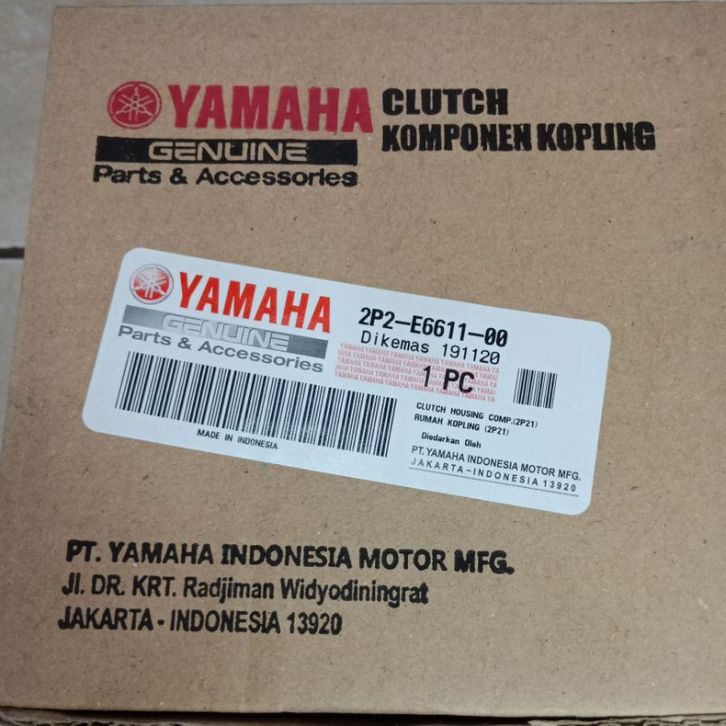 YAMAHA CLUTCH
GENUINE KOMPONEN KOPLING
Parts & Accessories
YAMAHA
GENUINE
Parts & Accessories
2P2-E6611-00
Dikemas 191120
1 PC
CLUTCH HOUSING COMP.(2P21)
RUMAH KOPLING (2P21)
Diedarkan Oleh
PT. YAMAHA INDONESIA MOTOR MFG.
JAKARTA-INDONESIA 13920
MADE IN INDONESIA
PT. YAMAHA INDONESIA MOTOR MFG.
Jl. DR. KRT. Radjiman Widyodiningrat
JAKARTA - INDONESIA 13920